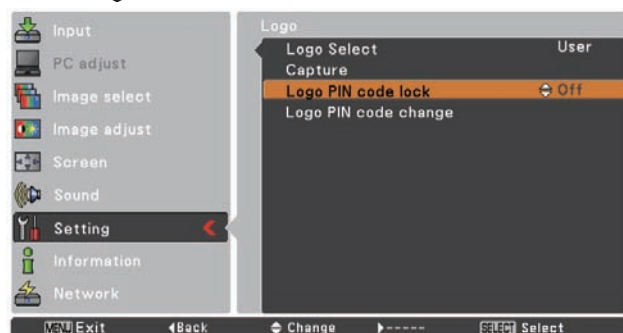 Input
PC adjust
Image select
Image adjust
Screen
Sound
Setting
Information
Network
Logo
Logo Select User
Capture
Logo PIN code lock Off
Logo PIN code change
MENU Exit Back Change ----- SELECT Select